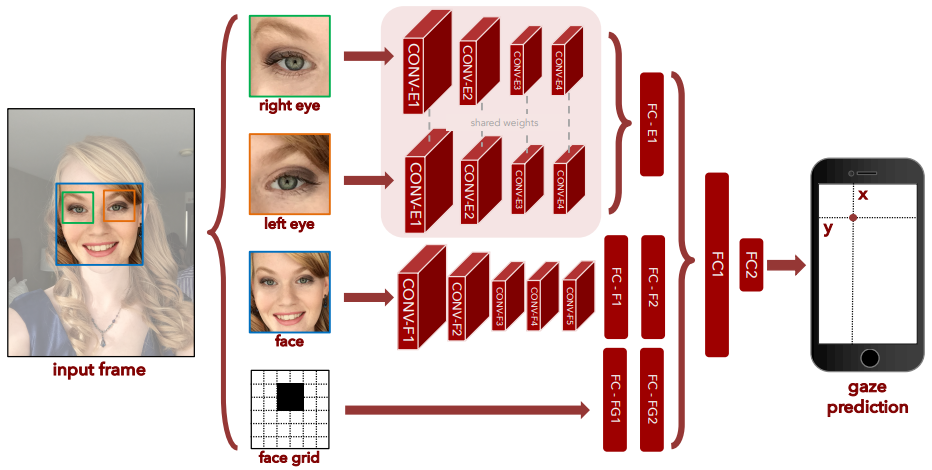 right eye
CONV-E1
CONV-E2
CONV-E3
CONV-E4
shared weights
left eye
CONV-E1
CONV-E2
CONV-E3
CONV-E4
FC - E1
face
CONV-F1
CONV-F2
CONV-F3
CONV-F4
CONV-F5
FC - F1
FC - F2
face grid
FC - FG1
FC - FG2
input frame
FC1
FC2
x
y
gaze
prediction